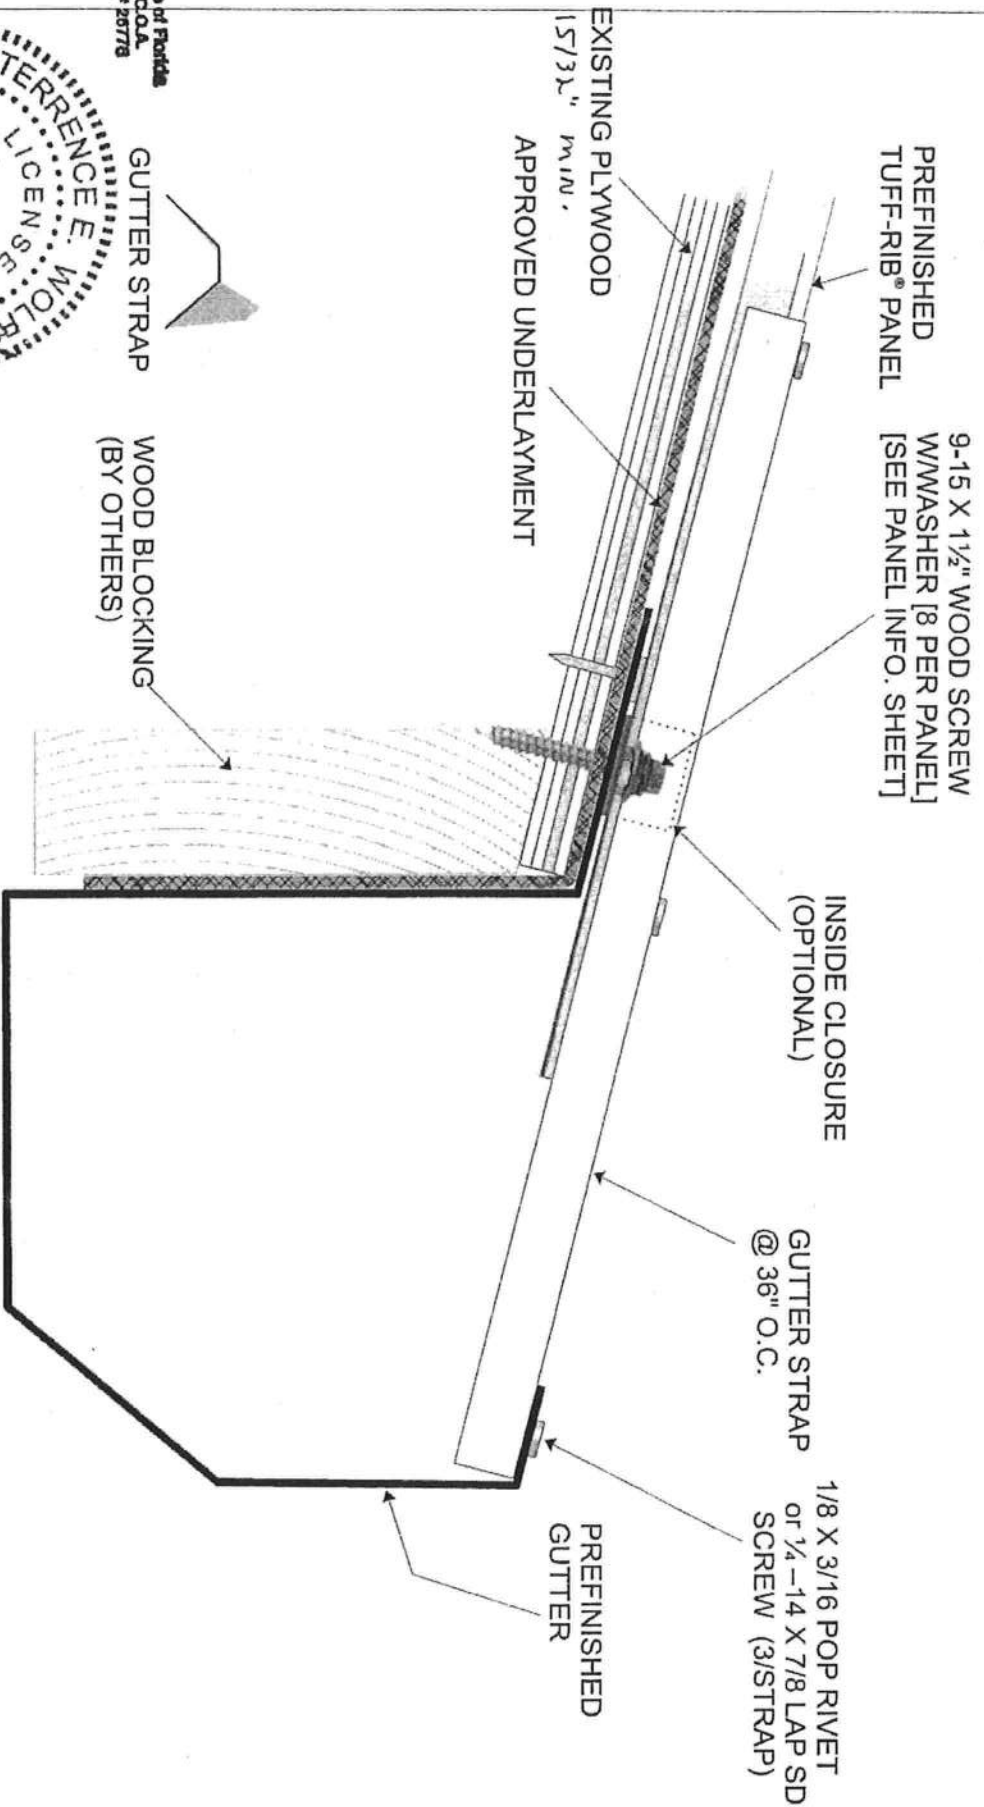 PREFINISHED
TUFF-RIB® PANEL
9-15 X 1½" WOOD SCREW
W/WASHER [8 PER PANEL]
[SEE PANEL INFO. SHEET]
INSIDE CLOSURE
(OPTIONAL)
GUTTER STRAP
@ 36" O.C.
1/8 X 3/16 POP RIVET
or ¼–14 X 7/8 LAP SD
SCREW (3/STRAP)
EXISTING PLYWOOD
15/32" MIN.
APPROVED UNDERLAYMENT
PREFINISHED
GUTTER
GUTTER STRAP
WOOD BLOCKING
(BY OTHERS)
of Florida
C.O.A.
# 26778
TERRENCE E.
LICENSE